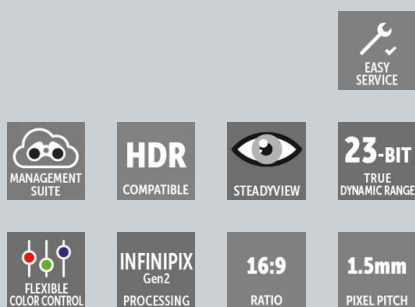 EASY
SERVICE
MANAGEMENT
SUITE
HDR
COMPATIBLE
STEADYVIEW
23-BIT
TRUE
DYNAMIC RANGE
FLEXIBLE
COLOR CONTROL
INFINIPIX
Gen2
PROCESSING
16:9
RATIO
1.5mm
PIXEL PITCH